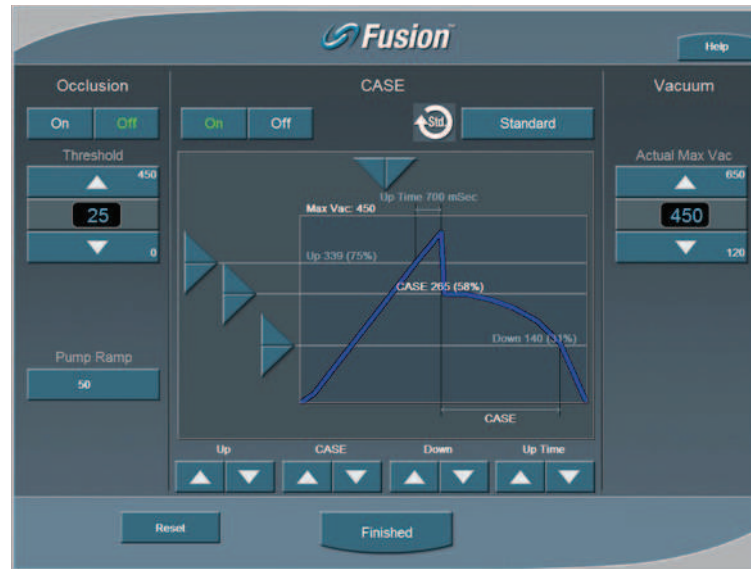 Fusion™
Help
Occlusion
CASE
Vacuum
On Off
On Off
Std.
Standard
Threshold
450
25
0
Actual Max Vac
650
450
120
Up Time 700 mSec
Max Vac: 450
Up 339 (75%)
CASE 265 (58%)
Down 140 (31%)
CASE
Pump Ramp
50
Up CASE Down Up Time
Reset
Finished